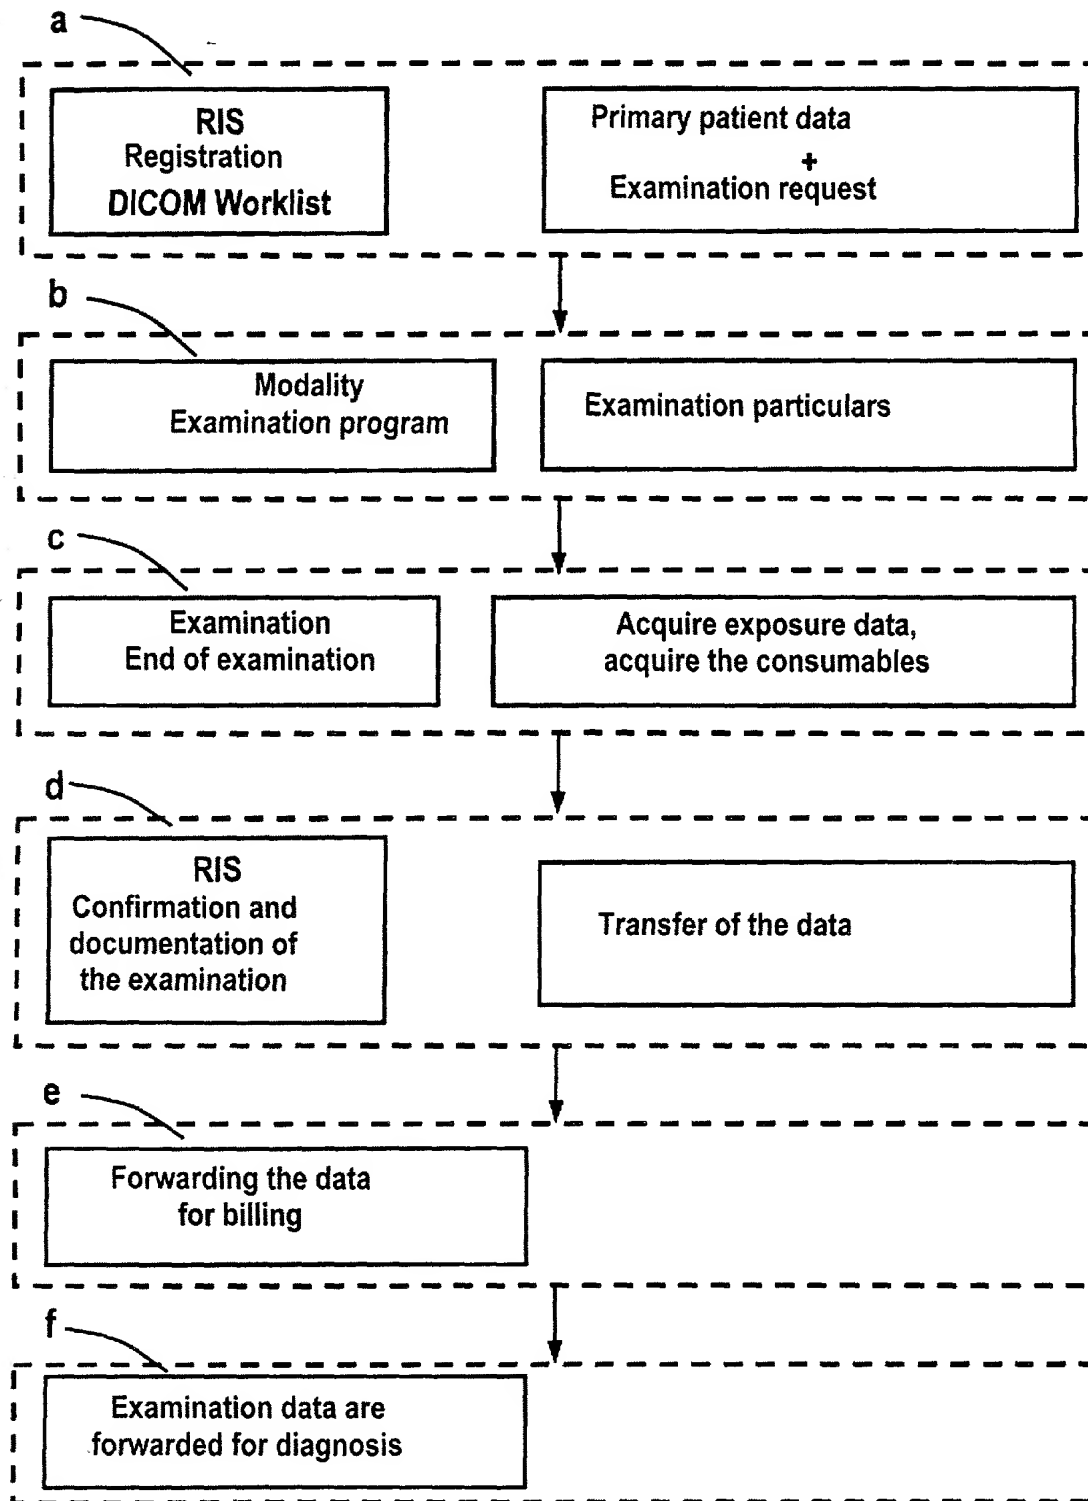 a
RIS
Registration
DICOM Worklist
Primary patient data
+
Examination request
b
Modality
Examination program
Examination particulars
c
Examination
End of examination
Acquire exposure data,
acquire the consumables
d
RIS
Confirmation and
documentation of
the examination
Transfer of the data
e
Forwarding the data
for billing
f
Examination data are
forwarded for diagnosis